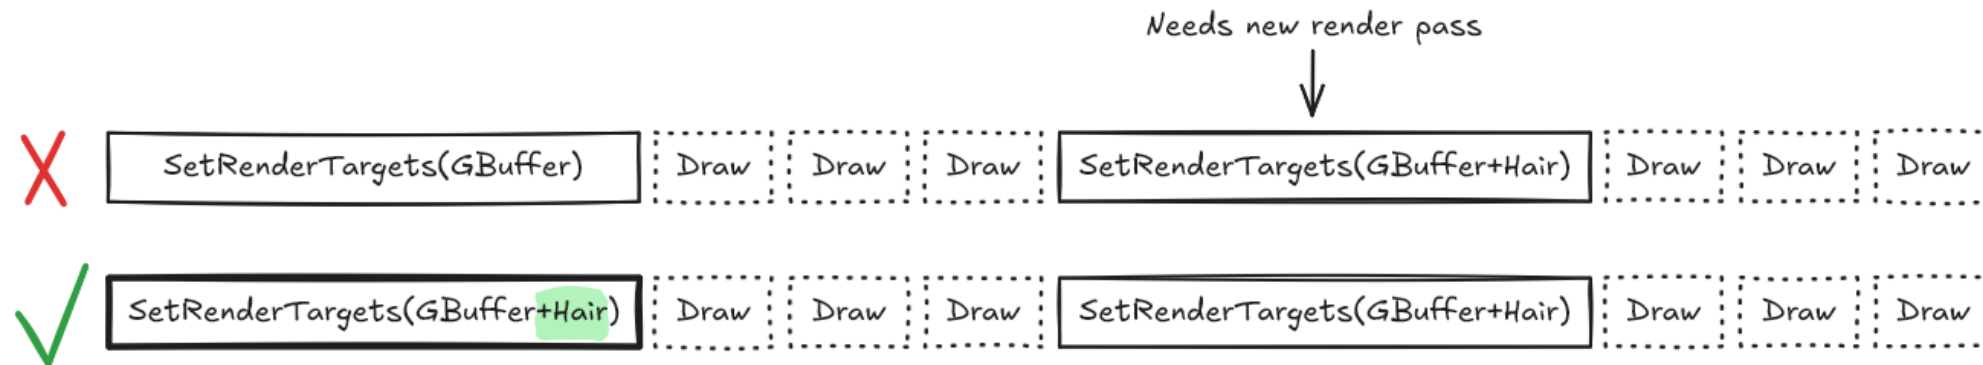 Needs new render pass
SetRenderTargets(GBuffer) Draw Draw Draw SetRenderTargets(GBuffer+Hair) Draw Draw Draw
SetRenderTargets(GBuffer+Hair) Draw Draw Draw SetRenderTargets(GBuffer+Hair) Draw Draw Draw